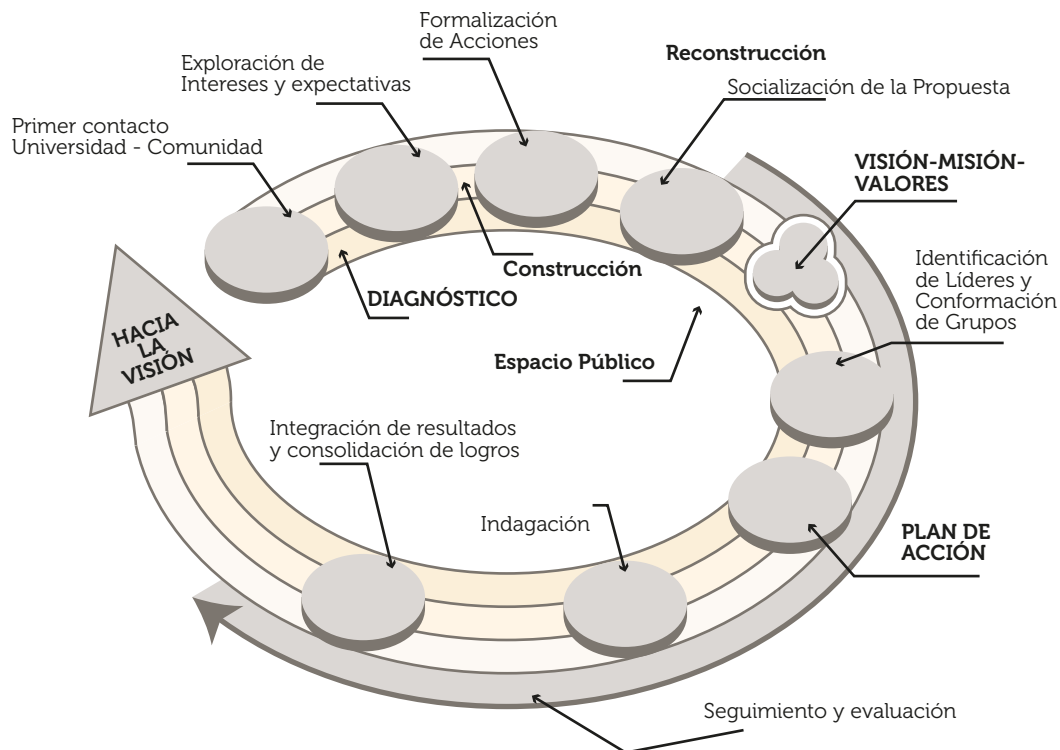 Formalización
de Acciones
Reconstrucción
Exploración de
Intereses y expectativas
Socialización de la Propuesta
Primer contacto
Universidad - Comunidad
VISIÓN-MISIÓN-
VALORES
Construcción
Identificación
de Líderes y
Conformación
de Grupos
DIAGNÓSTICO
HACIA
LA
VISIÓN
Espacio Público
Integración de resultados
y consolidación de logros
Indagación
PLAN DE
ACCIÓN
Seguimiento y evaluación